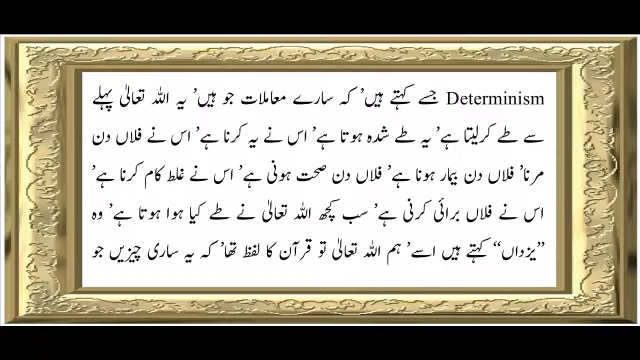 Determinism جسے کہتے ہیں’ کہ سارے معاملات جو ہیں’ یہ اللہ تعالیٰ پہلے
سے طے کرلیتا ہے’ یہ طے شدہ ہوتا ہے’ اس نے یہ کرنا ہے’ اس نے فلاں دن
مرنا’ فلاں دن بیمار ہونا ہے’ فلاں دن صحت ہونی ہے’ اس نے غلط کام کرنا ہے’
اس نے فلاں برائی کرنی ہے’ سب کچھ اللہ تعالیٰ نے طے کیا ہوا ہوتا ہے’ وہ
’’یزداں‘‘ کہتے ہیں اسے’ ہم اللہ تعالیٰ تو قرآن کا لفظ تھا’ کہ یہ ساری چیزیں جو